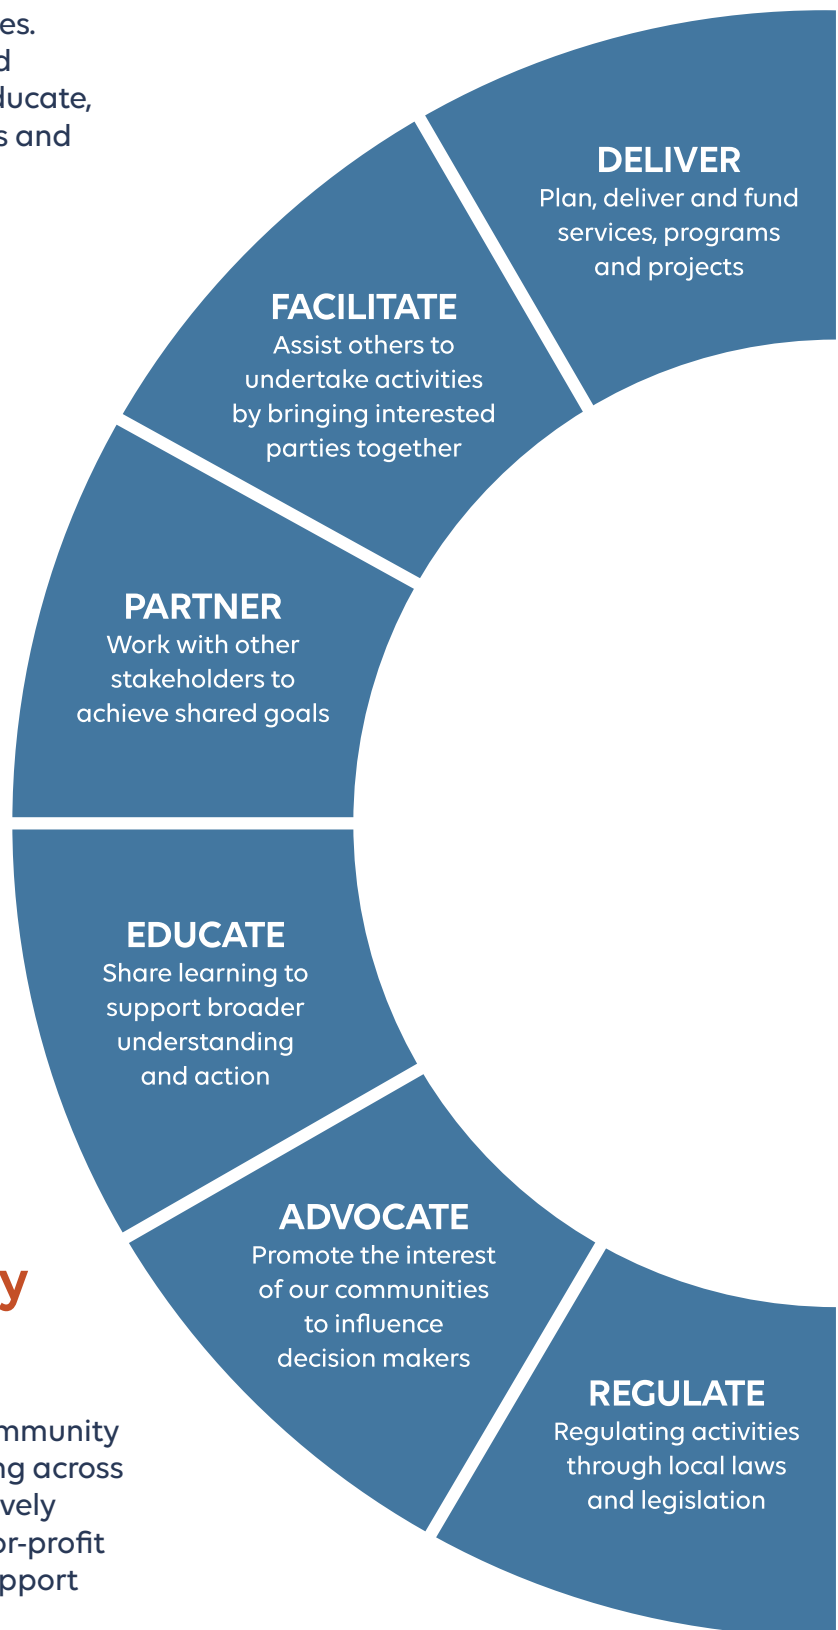 es.
d
ducate,
s and
DELIVER
Plan, deliver and fund
services, programs
and projects
FACILITATE
Assist others to
undertake activities
by bringing interested
parties together
PARTNER
Work with other
stakeholders to
achieve shared goals
EDUCATE
Share learning to
support broader
understanding
and action
ADVOCATE
Promote the interest
of our communities
to influence
decision makers
y
REGULATE
Regulating activities
through local laws
and legislation
mmunity
ng across
vely
or-profit
pport